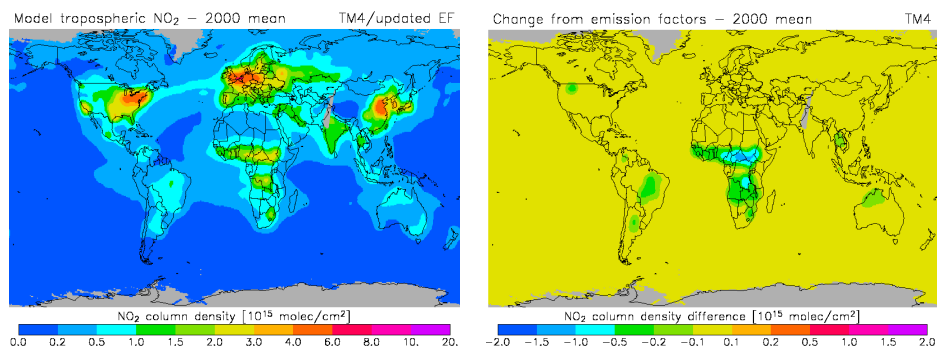 Model tropospheric NO₂ – 2000 mean TM4/updated EF
NO₂ column density [10¹⁵ molec/cm²]
0.0 0.2 0.5 1.0 1.5 2.0 3.0 4.0 6.0 8.0 10. 20.
Change from emission factors – 2000 mean TM4
NO₂ column density difference [10¹⁵ molec/cm²]
−2.0 −1.5 −1.0 −0.5 −0.2 −0.1 0.1 0.2 0.5 1.0 1.5 2.0